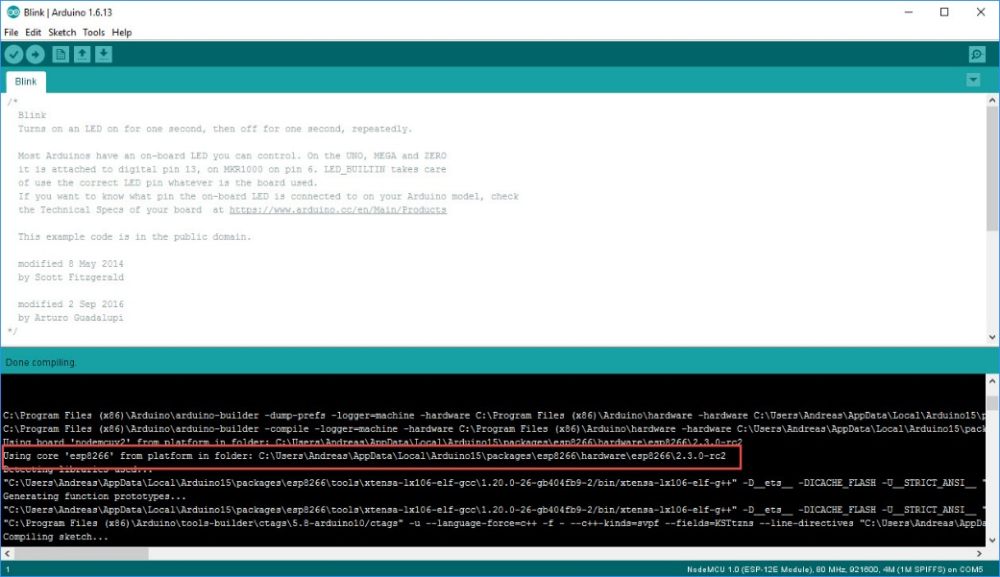 Blink | Arduino 1.6.13
File Edit Sketch Tools Help
Blink
/*
Blink
Turns on an LED on for one second, then off for one second, repeatedly.
Most Arduinos have an on-board LED you can control. On the UNO, MEGA and ZERO
it is attached to digital pin 13, on MKR1000 on pin 6. LED_BUILTIN takes care
of use the correct LED pin whatever is the board used.
If you want to know what pin the on-board LED is connected to on your Arduino model, check
the Technical Specs of your board  at https://www.arduino.cc/en/Main/Products
This example code is in the public domain.
modified 8 May 2014
by Scott Fitzgerald
modified 2 Sep 2016
by Arturo Guadalupi
*/
Done compiling.
C:\Program Files (x86)\Arduino\arduino-builder -dump-prefs -logger=machine -hardware C:\Program Files (x86)\Arduino\hardware -hardware C:\Users\Andreas\AppData\Local\Arduino15\p
C:\Program Files (x86)\Arduino\arduino-builder -compile -logger=machine -hardware C:\Program Files (x86)\Arduino\hardware -hardware C:\Users\Andreas\AppData\Local\Arduino15\pack
Using board 'nodemcuv2' from platform in folder: C:\Users\Andreas\AppData\Local\Arduino15\packages\esp8266\hardware\esp8266\2.3.0-rc2
Using core 'esp8266' from platform in folder: C:\Users\Andreas\AppData\Local\Arduino15\packages\esp8266\hardware\esp8266\2.3.0-rc2
Detecting libraries used...
"C:\Users\Andreas\AppData\Local\Arduino15\packages\esp8266\tools\xtensa-lx106-elf-gcc\1.20.0-26-gb404fb9-2/bin/xtensa-lx106-elf-g++" -D__ets__ -DICACHE_FLASH -U__STRICT_ANSI__ "
Generating function prototypes...
"C:\Users\Andreas\AppData\Local\Arduino15\packages\esp8266\tools\xtensa-lx106-elf-gcc\1.20.0-26-gb404fb9-2/bin/xtensa-lx106-elf-g++" -D__ets__ -DICACHE_FLASH -U__STRICT_ANSI__ "
"C:\Program Files (x86)\Arduino\tools-builder\ctags\5.8-arduino10/ctags" -u --language-force=c++ -f - --c++-kinds=svpf --fields=KSTtzns --line-directives "C:\Users\Andreas\AppDa
Compiling sketch...
1
NodeMCU 1.0 (ESP-12E Module), 80 MHz, 921600, 4M (1M SPIFFS) on COM5